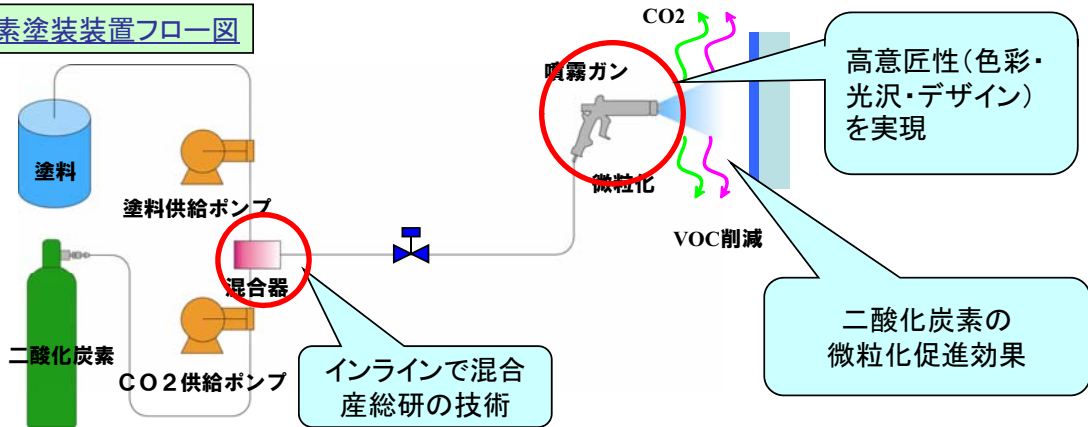 素塗装装置フロー図
CO2
噴霧ガン
高意匠性(色彩・
光沢・デザイン)
を実現
塗料
微粒化
塗料供給ポンプ
VOC削減
混合器
二酸化炭素の
微粒化促進効果
二酸化炭素
CO2供給ポンプ
インラインで混合
産総研の技術